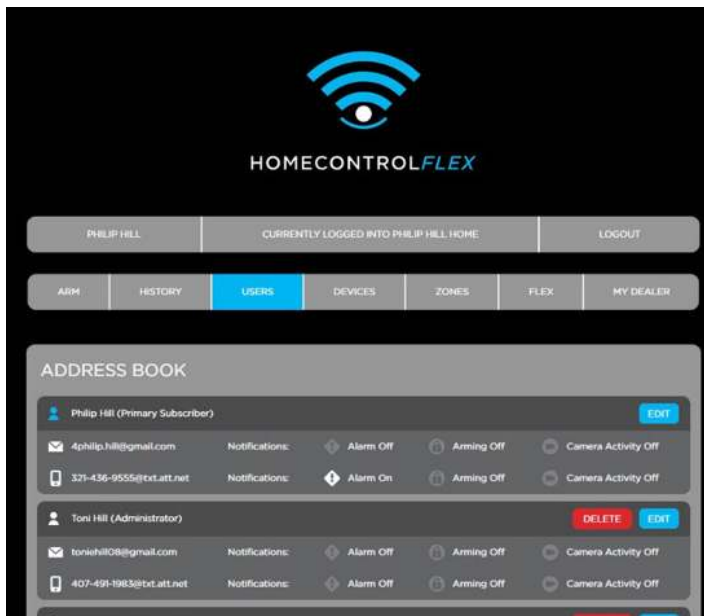 HOMECONTROLFLEX
PHILIP HILL CURRENTLY LOGGED INTO PHILIP HILL HOME LOGOUT
ARM HISTORY USERS DEVICES ZONES FLEX MY DEALER
ADDRESS BOOK
Philip Hill (Primary Subscriber) EDIT
4philip.hill@gmail.com Notifications: Alarm Off Arming Off Camera Activity Off
321-436-9555@txt.att.net Notifications: Alarm On Arming Off Camera Activity Off
Toni Hill (Administrator) DELETE EDIT
toniehill08@gmail.com Notifications: Alarm Off Arming Off Camera Activity Off
407-491-1983@txt.att.net Notifications: Alarm Off Arming Off Camera Activity Off